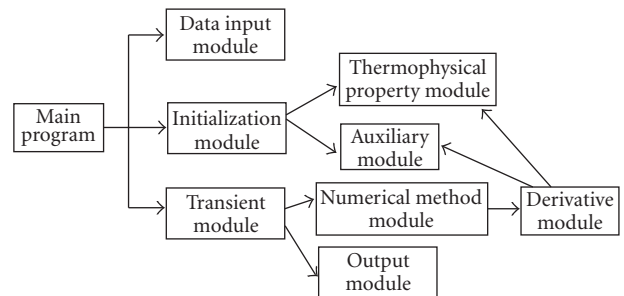 Data input
module
Thermophysical
property module
Main
program
Initialization
module
Auxiliary
module
Transient
module
Numerical method
module
Derivative
module
Output
module